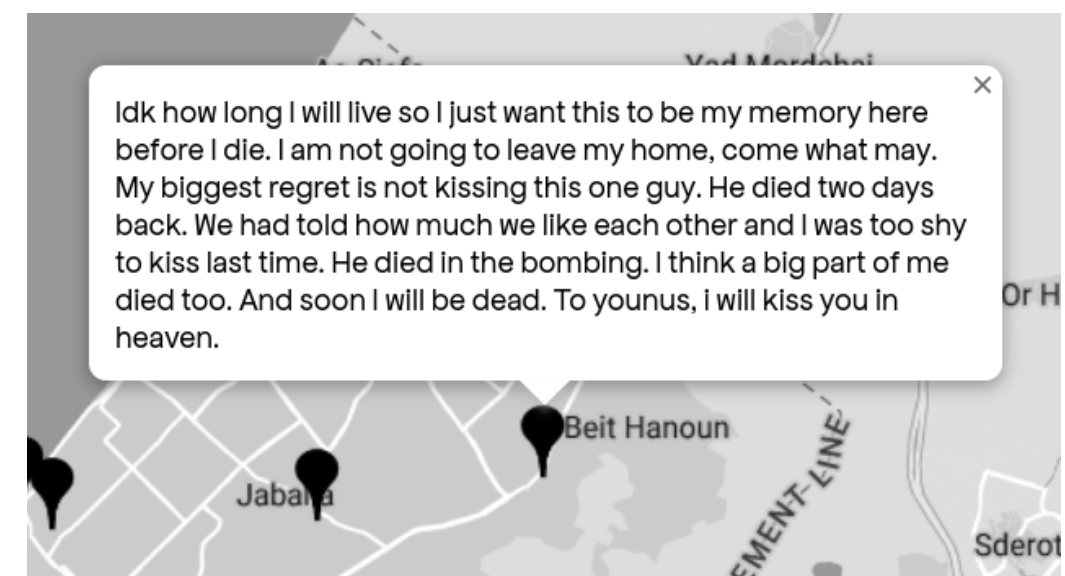 Idk how long I will live so I just want this to be my memory here
before I die. I am not going to leave my home, come what may.
My biggest regret is not kissing this one guy. He died two days
back. We had told how much we like each other and I was too shy
to kiss last time. He died in the bombing. I think a big part of me
died too. And soon I will be dead. To younus, i will kiss you in
heaven.
Or H
Beit Hanoun
EMENT-LINE
Sderot